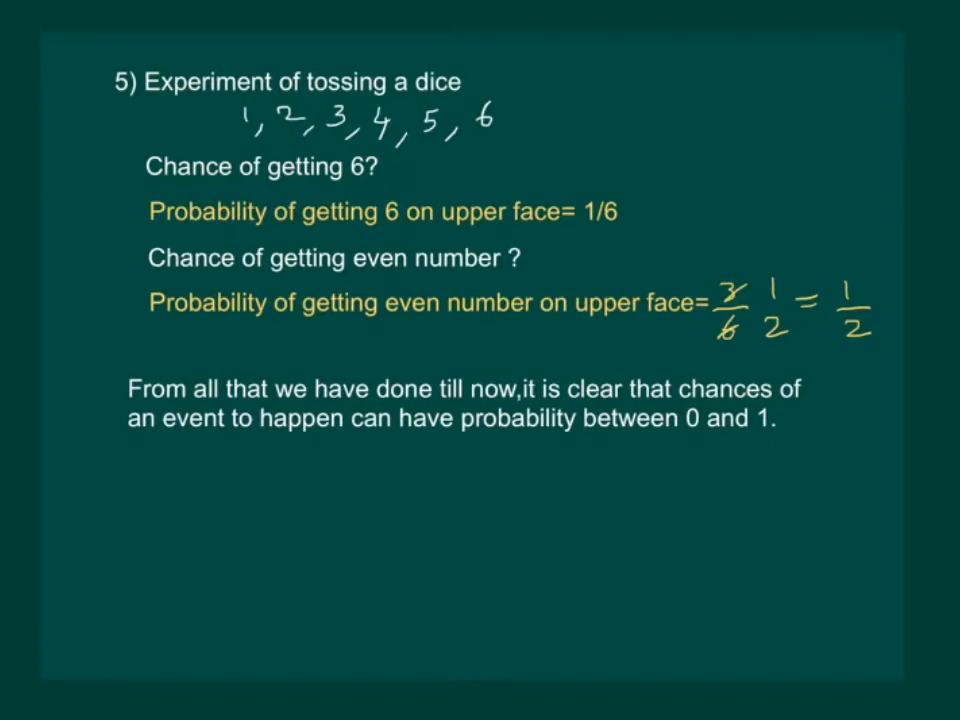 5) Experiment of tossing a dice
1, 2, 3, 4, 5, 6
Chance of getting 6?
Probability of getting 6 on upper face= 1/6
Chance of getting even number ?
Probability of getting even number on upper face= 3/6 1/2 = 1/2
From all that we have done till now,it is clear that chances of
an event to happen can have probability between 0 and 1.